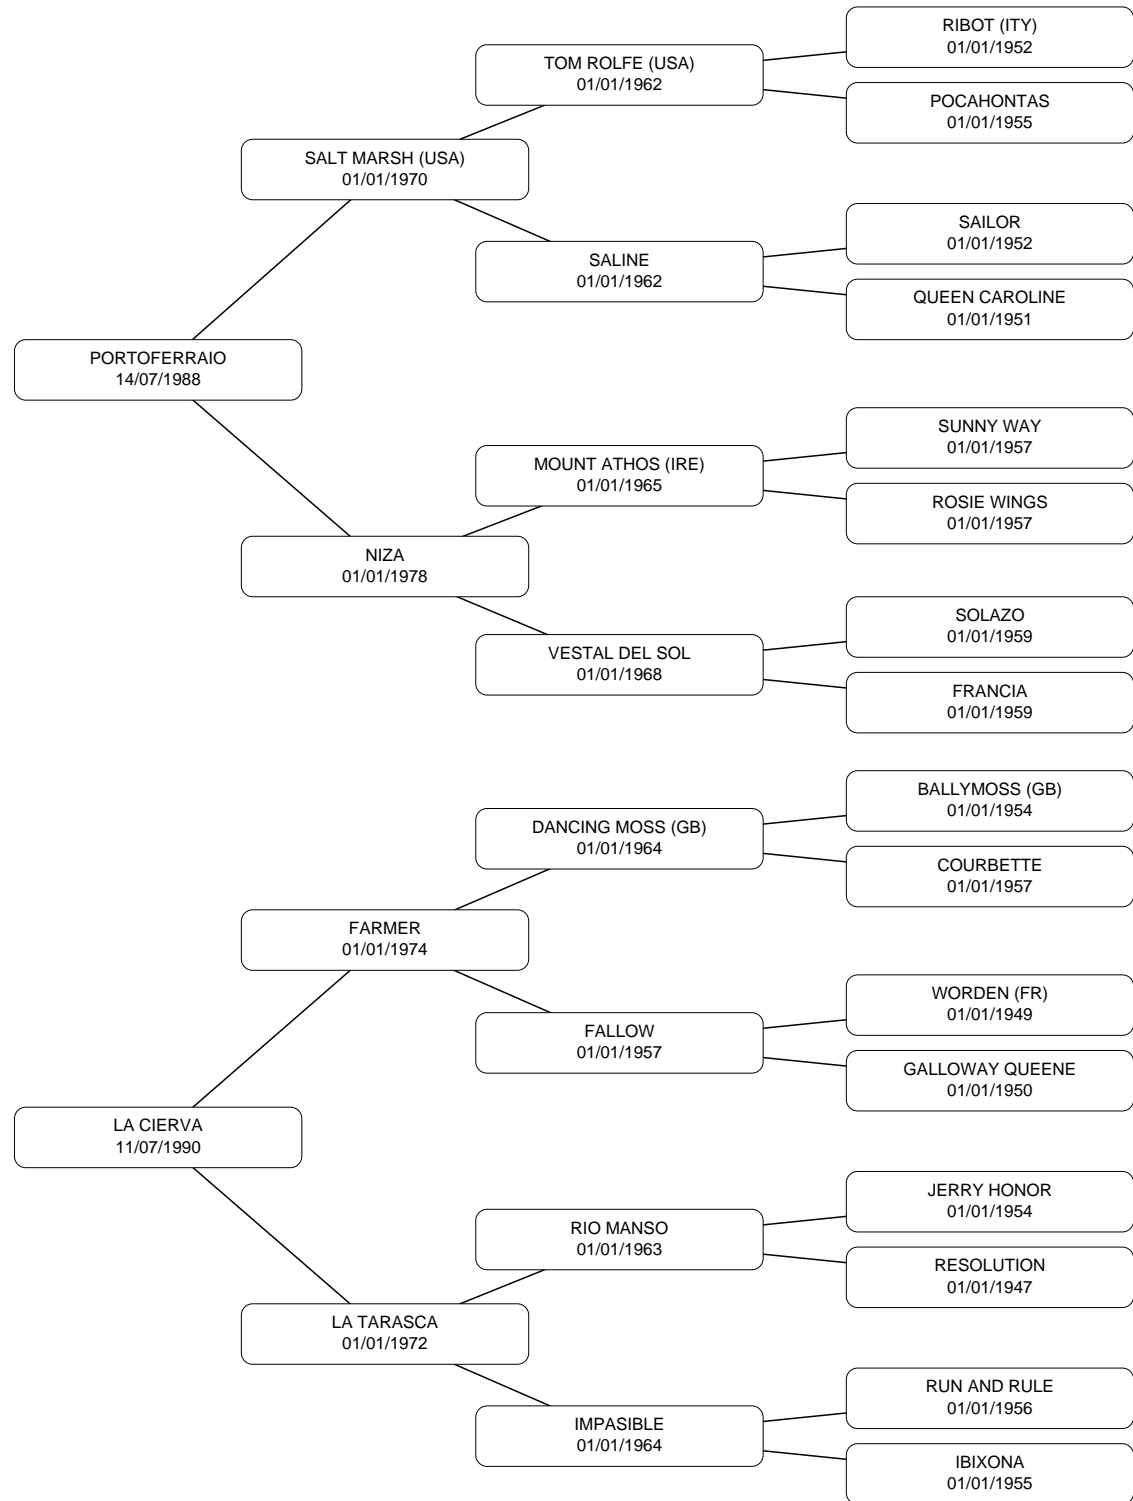 RIBOT (ITY)
01/01/1952
TOM ROLFE (USA)
01/01/1962
POCAHONTAS
01/01/1955
SALT MARSH (USA)
01/01/1970
SAILOR
01/01/1952
SALINE
01/01/1962
QUEEN CAROLINE
01/01/1951
PORTOFERRAIO
14/07/1988
SUNNY WAY
01/01/1957
MOUNT ATHOS (IRE)
01/01/1965
ROSIE WINGS
01/01/1957
NIZA
01/01/1978
SOLAZO
01/01/1959
VESTAL DEL SOL
01/01/1968
FRANCIA
01/01/1959
BALLYMOSS (GB)
01/01/1954
DANCING MOSS (GB)
01/01/1964
COURBETTE
01/01/1957
FARMER
01/01/1974
WORDEN (FR)
01/01/1949
FALLOW
01/01/1957
GALLOWAY QUEENE
01/01/1950
LA CIERVA
11/07/1990
JERRY HONOR
01/01/1954
RIO MANSO
01/01/1963
RESOLUTION
01/01/1947
LA TARASCA
01/01/1972
RUN AND RULE
01/01/1956
IMPASIBLE
01/01/1964
IBIXONA
01/01/1955